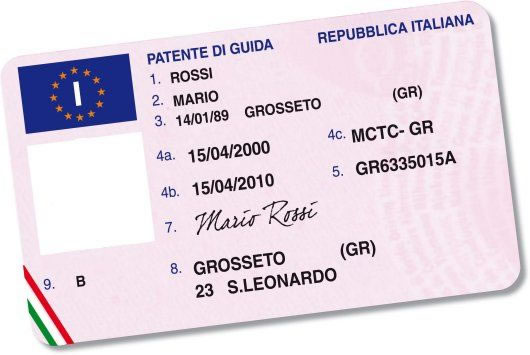 PATENTE DI GUIDA REPUBBLICA ITALIANA
I
1. ROSSI
2. MARIO
3. 14/01/89 GROSSETO (GR)
4a. 15/04/2000 4c. MCTC- GR
4b. 15/04/2010 5. GR6335015A
7. Mario Rossi
8. GROSSETO (GR)
23 S.LEONARDO
9. B